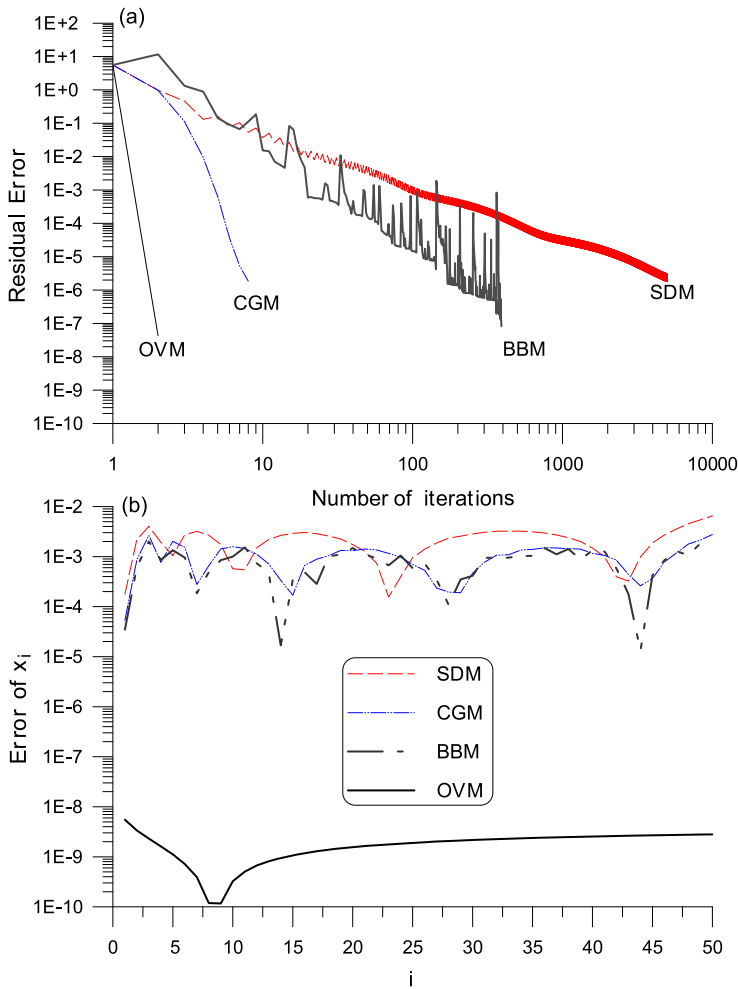 (a)
1E+2
1E+1
1E+0
1E-1
1E-2
1E-3
1E-4
1E-5
1E-6
1E-7
1E-8
1E-9
1E-10
Residual Error
OVM
CGM
BBM
SDM
1 10 100 1000 10000
Number of iterations
(b)
1E-2
1E-3
1E-4
1E-5
1E-6
1E-7
1E-8
1E-9
1E-10
Error of xi
SDM
CGM
BBM
OVM
0 5 10 15 20 25 30 35 40 45 50
i